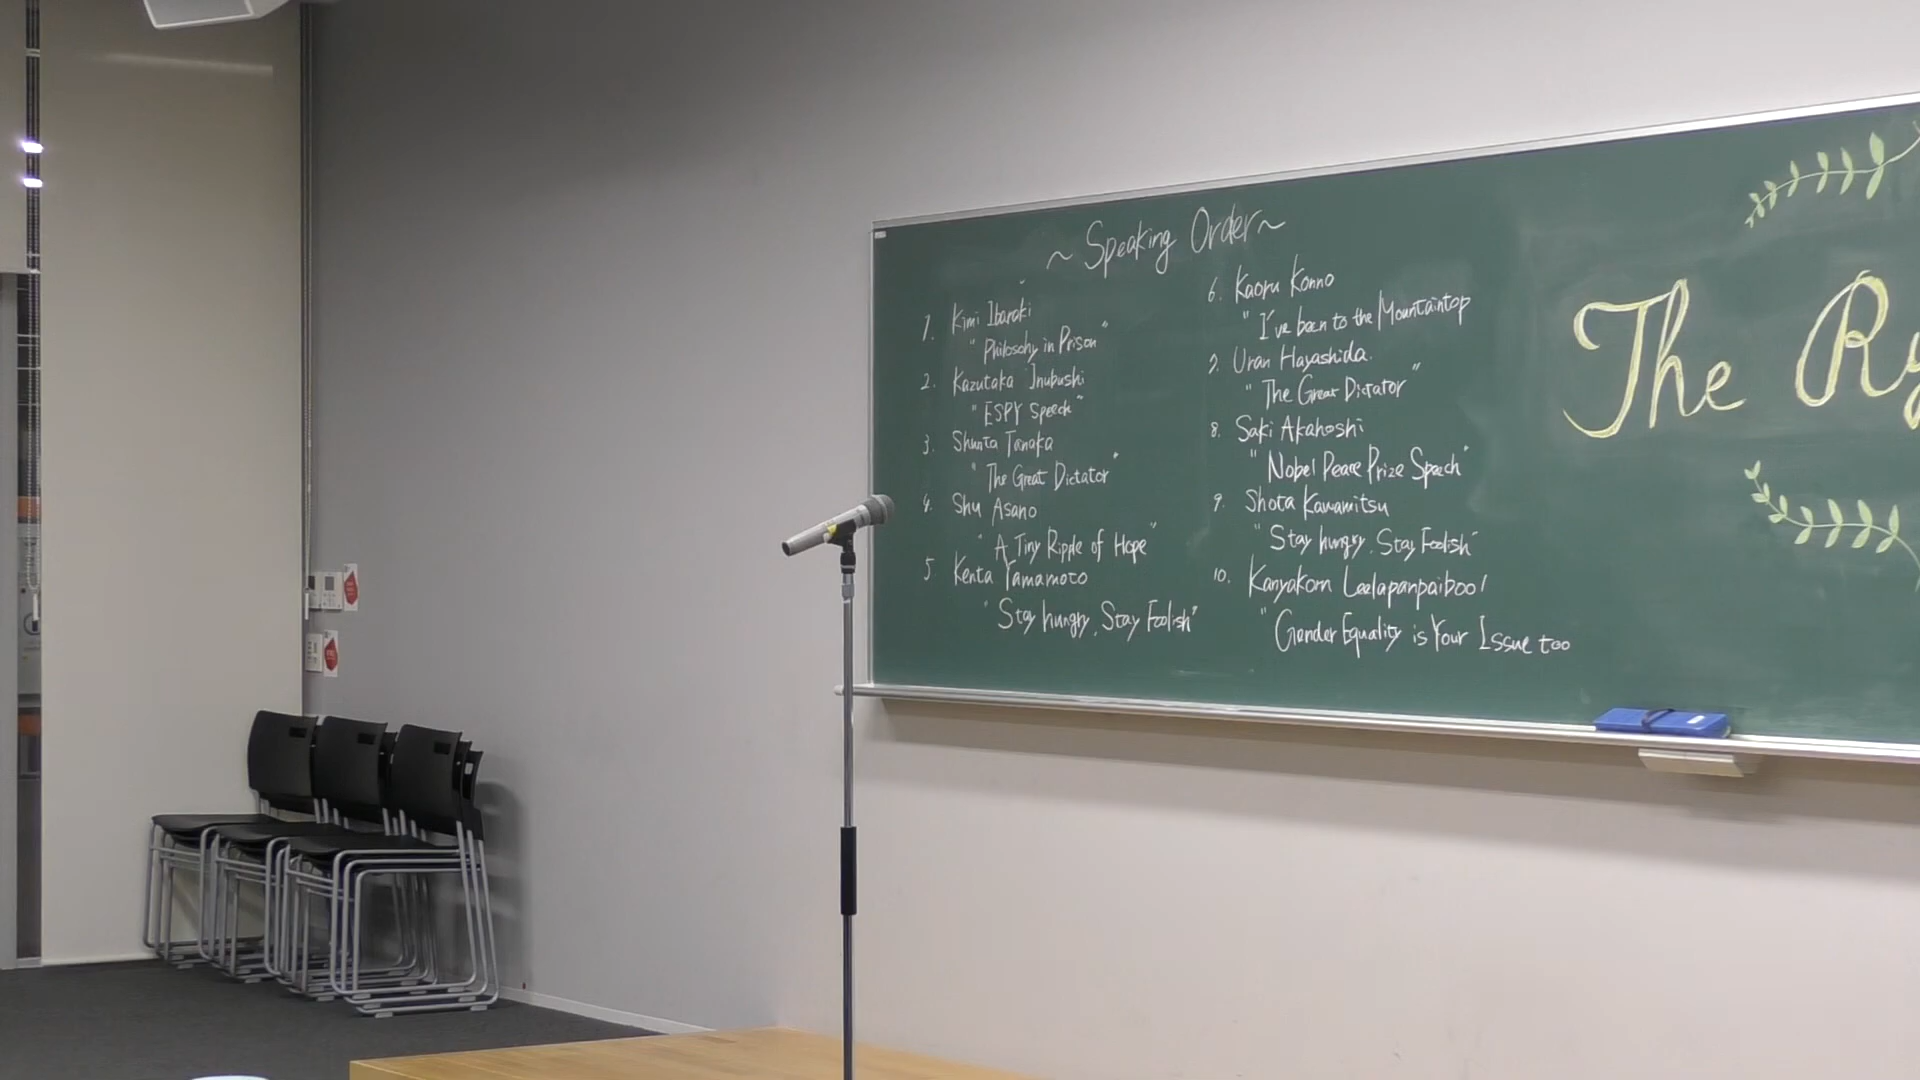 ~ Speaking Order ~
1. Kimi Ibaraki
"Philosohy in Prison"
2. Kazutaka Inubushi
"ESPY Speech"
3. Shunta Tanaka
"The Great Dictator"
4. Shu Asano
"A Tiny Ripple of Hope"
5. Kenta Yamamoto
"Stay hungry, Stay Foolish"
6. Kaoru Konno
"I've been to the Mountaintop
7. Uran Hayashida.
"The Great Dictator"
8. Saki Akahoshi
"Nobel Peace Prize Speech"
9. Shota Kawamitsu
"Stay hungry, Stay Foolish"
10. Kanyakorn Leelapanpaibool
"Gender Equality is Your Issue too
The Ry